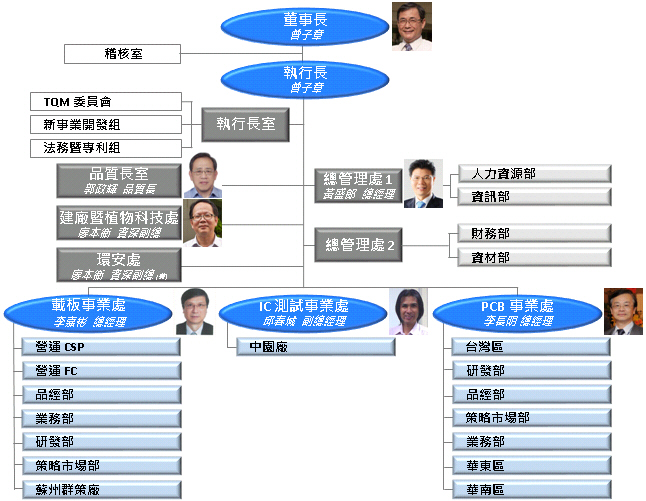 董事長
曾子章
稽核室
執行長
曾子章
TQM 委員會
新事業開發組
法務暨專利組
執行長室
品質長室
郭政煒 品質長
總管理處 1
黃盛郎 總經理
人力資源部
資訊部
建廠暨植物科技處
廖本衛 資深副總
總管理處 2
財務部
資材部
環安處
廖本衛 資深副總
載板事業處
李嘉彬 總經理
IC 測試事業處
邱春城 副總經理
PCB 事業處
李長明 總經理
營運 CSP
營運 FC
品經部
業務部
研發部
策略市場部
蘇州群策廠
中園廠
台灣區
研發部
品經部
策略市場部
業務部
華東區
華南區